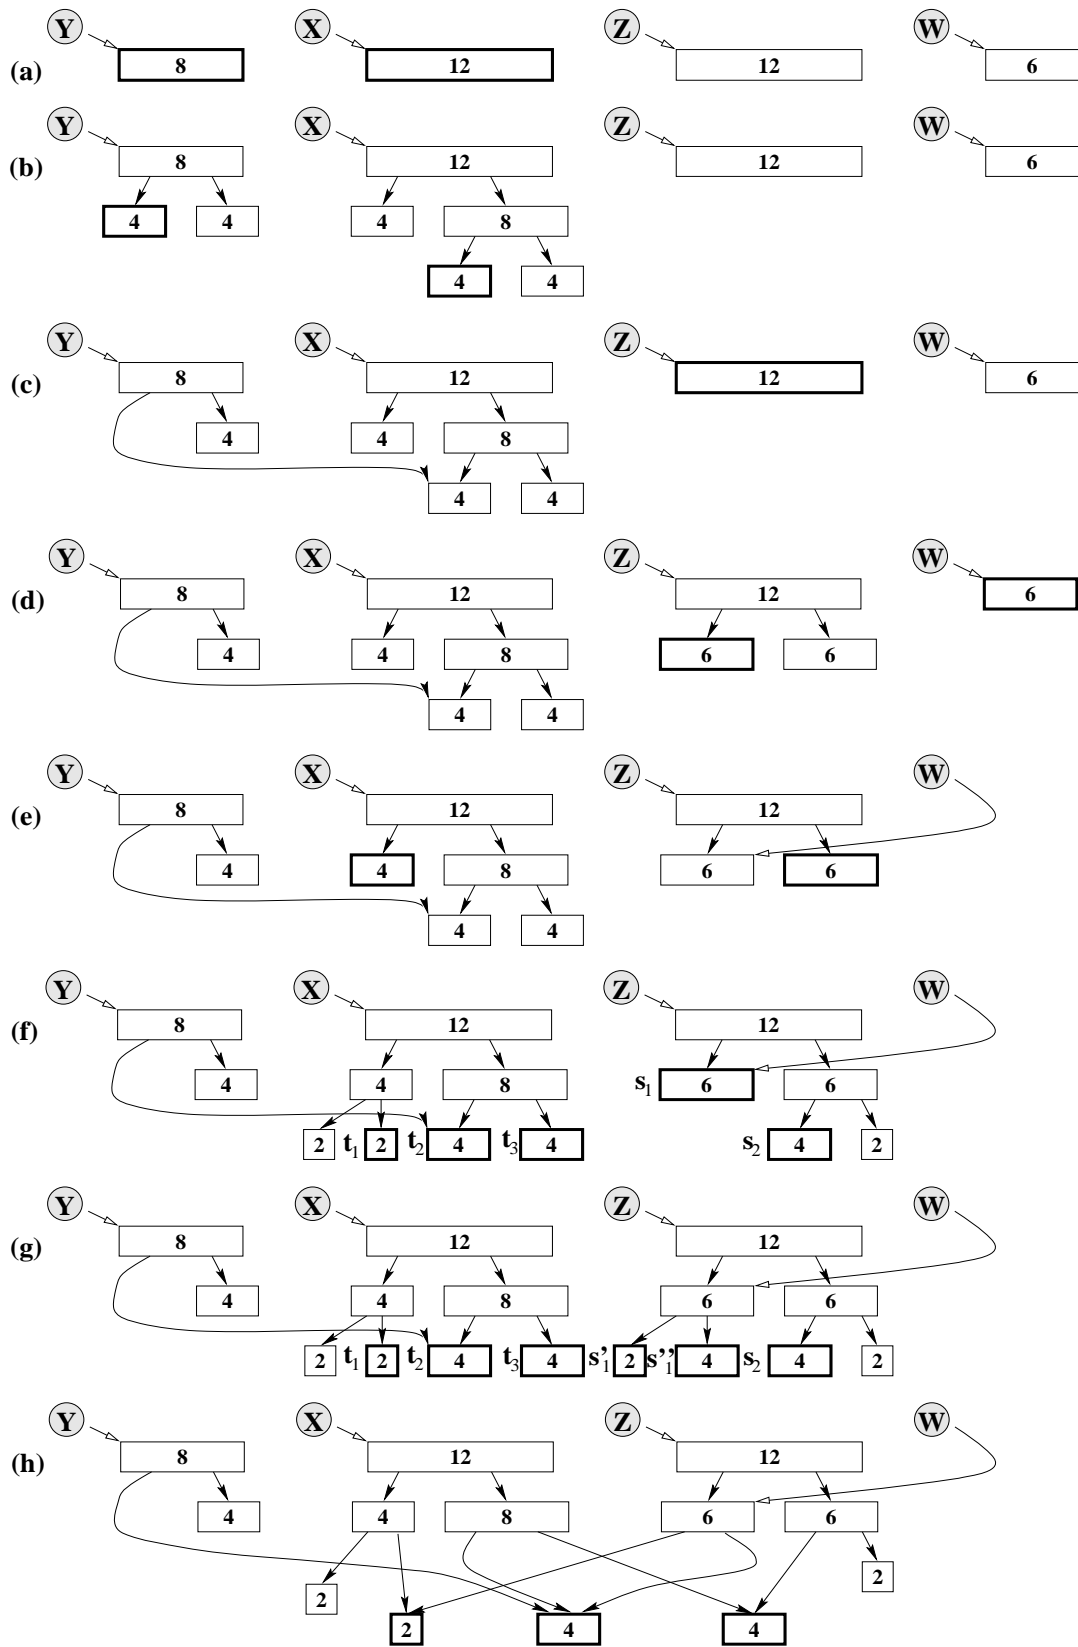 Y X Z W
(a) 8 12 12 6
Y X Z W
(b) 8 12 12 6
4 4 4 8
4 4
Y X Z W
(c) 8 12 12 6
4 4 8
4 4
Y X Z W
(d) 8 12 12 6
4 4 8 6 6
4 4
Y X Z W
(e) 8 12 12
4 4 8 6 6
4 4
Y X Z W
(f) 8 12 12
4 4 8 s1 6 6
2 t1 2 t2 4 t3 4 s2 4 2
Y X Z W
(g) 8 12 12
4 4 8 6 6
2 t1 2 t2 4 t3 4 s'1 2 s''1 4 s2 4 2
Y X Z W
(h) 8 12 12
4 4 8 6 6
2 2
2 4 4